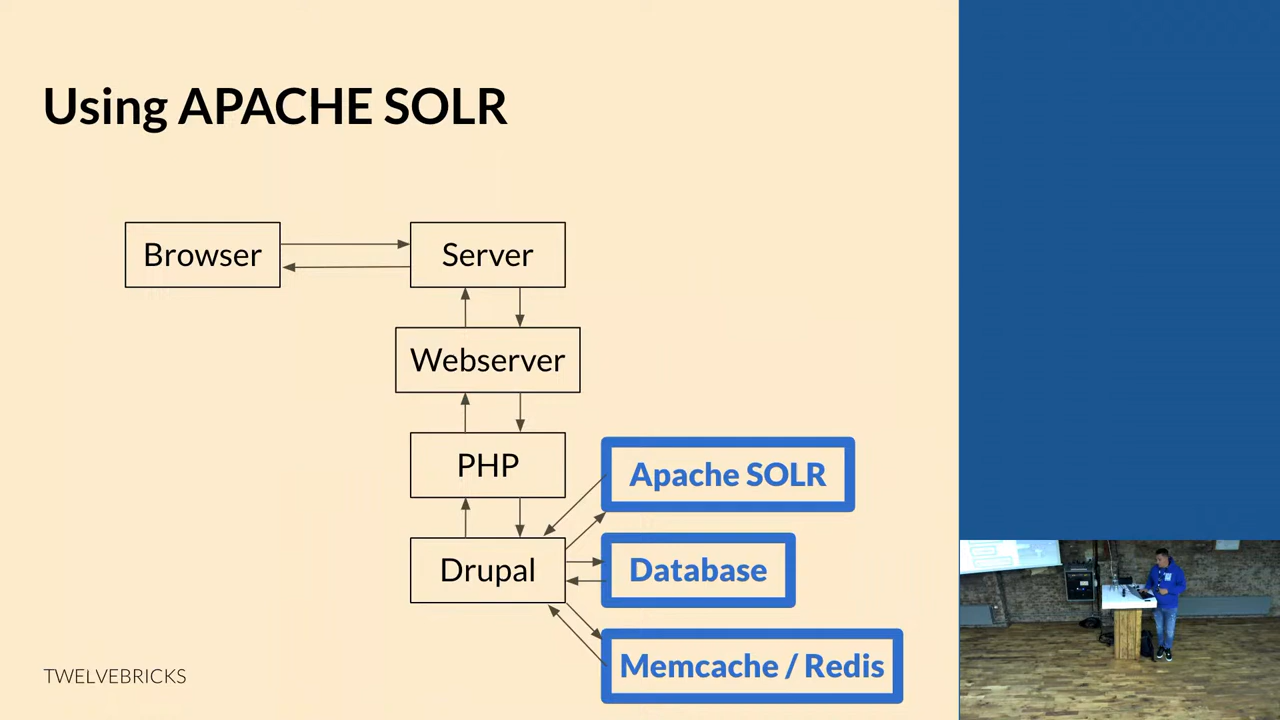 Using APACHE SOLR
Browser
Server
Webserver
PHP
Apache SOLR
Drupal
Database
Memcache / Redis
TWELVEBRICKS